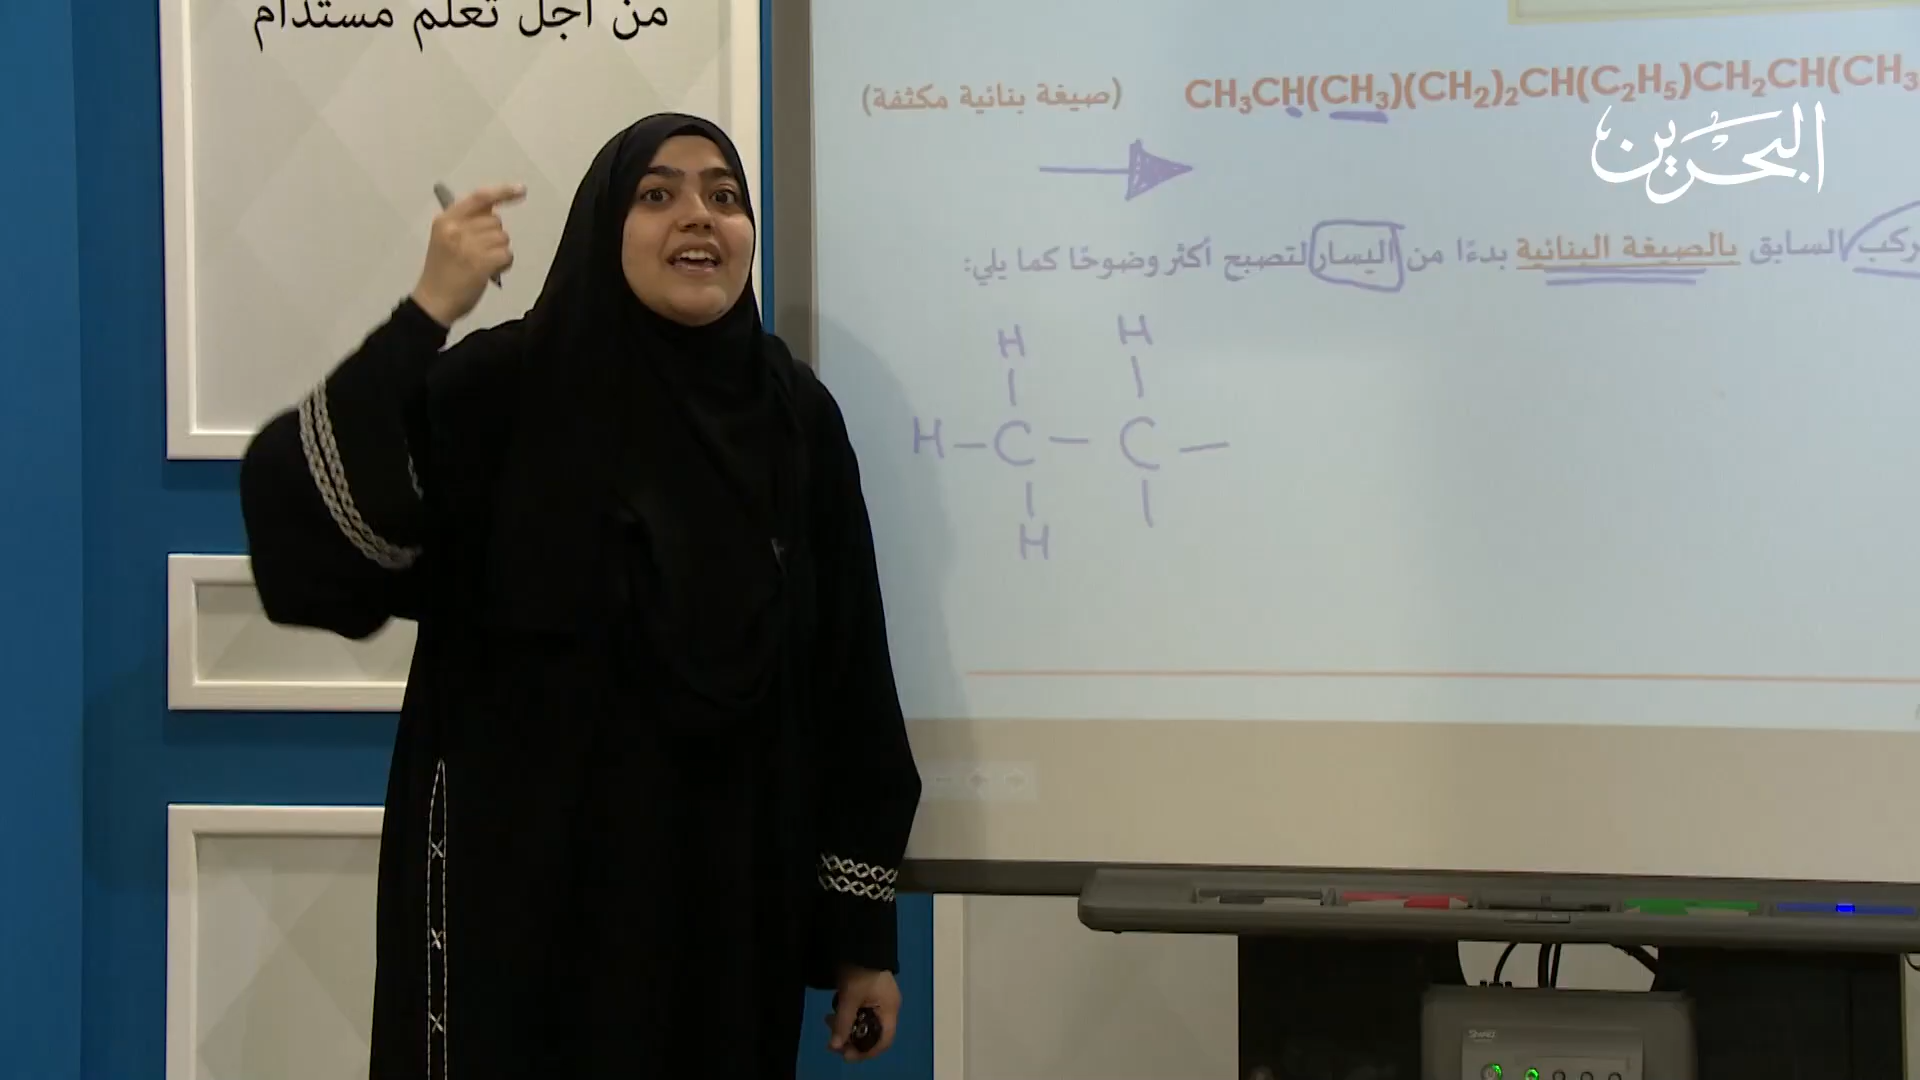 من أجل تعلم مستدام
CH₃CH(CH₃)(CH₂)₂CH(C₂H₅)CH₂CH(CH₃ (صيغة بنائية مكثفة)
البحرين
السابق بالصيغة البنائية بدءًا من اليسار لتصبح أكثر وضوحًا كما يلي:
H H
H – C – C –
H